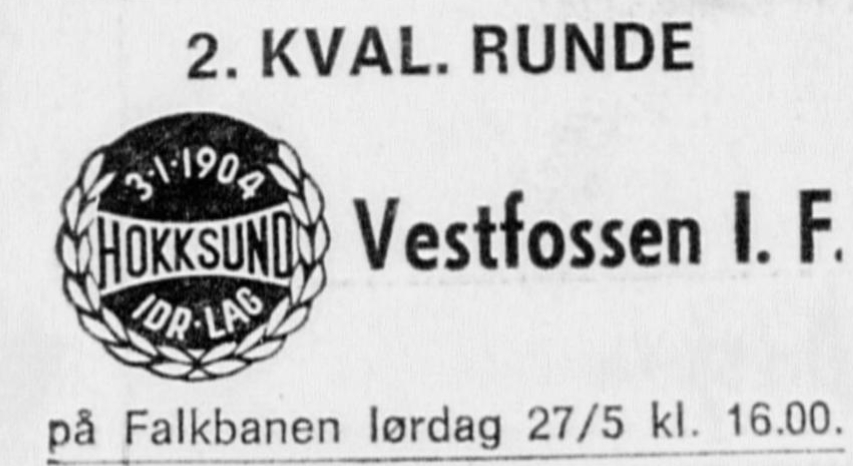 2. KVAL. RUNDE
3·1·1904
HOKKSUND
IDR·LAG
Vestfossen I. F.
på Falkbanen lørdag 27/5 kl. 16.00.